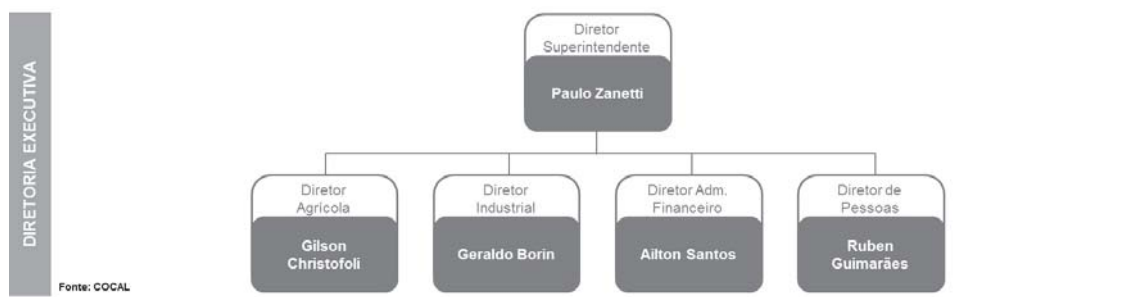 DIRETORIA EXECUTIVA
Diretor
Superintendente
Paulo Zanetti
Diretor
Agrícola
Gilson
Christofoli
Diretor
Industrial
Geraldo Borin
Diretor Adm.
Financeiro
Ailton Santos
Diretor de
Pessoas
Ruben
Guimarães
Fonte: COCAL